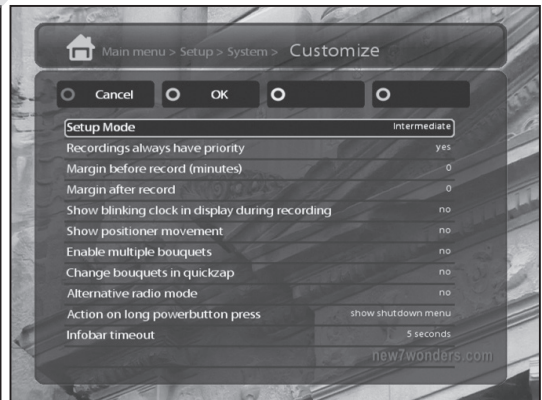 Main menu > Setup > System > Customize
Cancel OK
Setup Mode Intermediate
Recordings always have priority yes
Margin before record (minutes) 0
Margin after record 0
Show blinking clock in display during recording no
Show positioner movement no
Enable multiple bouquets no
Change bouquets in quickzap no
Alternative radio mode no
Action on long powerbutton press show shutdown menu
Infobar timeout 5 seconds
new7wonders.com